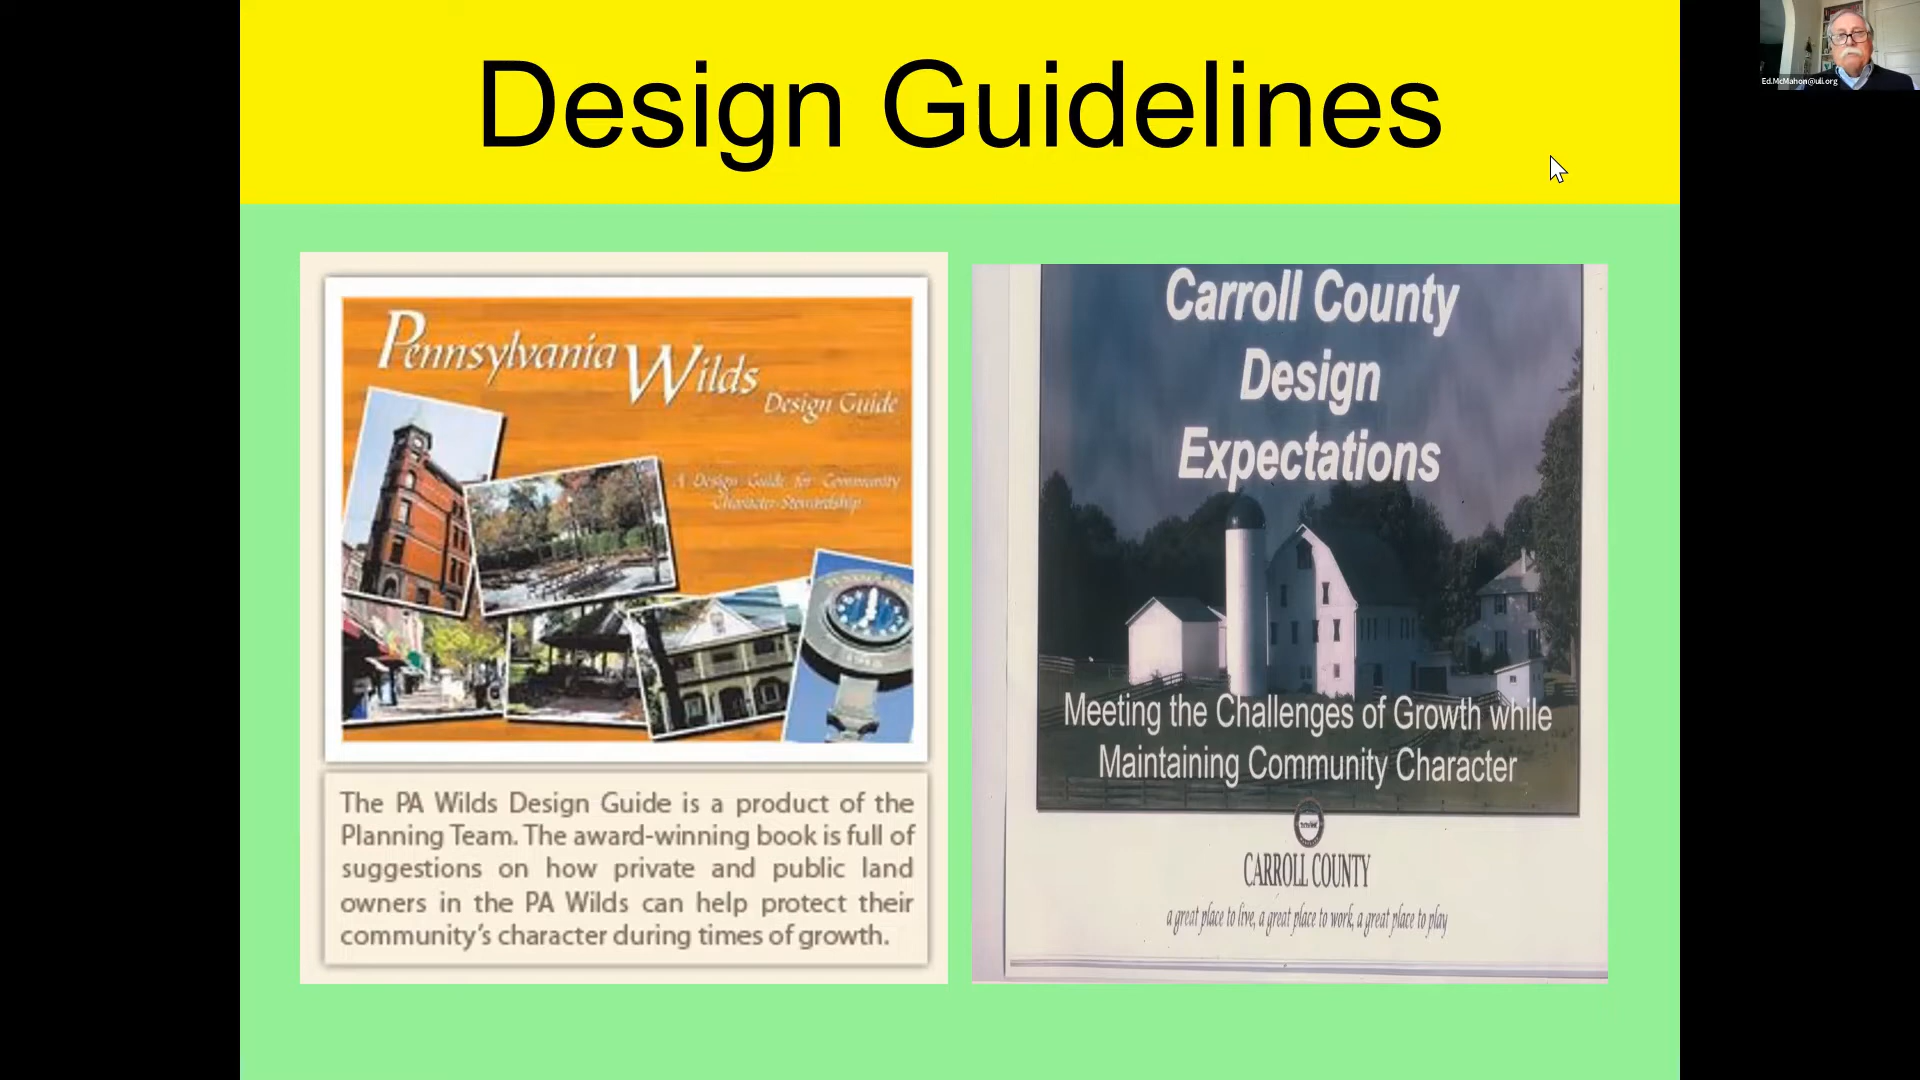 Design Guidelines
Ed.McMahon@uli.org
Pennsylvania Wilds
Design Guide
A Design Guide for Community
Character Stewardship
The PA Wilds Design Guide is a product of the
Planning Team. The award-winning book is full of
suggestions on how private and public land
owners in the PA Wilds can help protect their
community's character during times of growth.
Carroll County
Design
Expectations
Meeting the Challenges of Growth while
Maintaining Community Character
CARROLL COUNTY
a great place to live, a great place to work, a great place to play